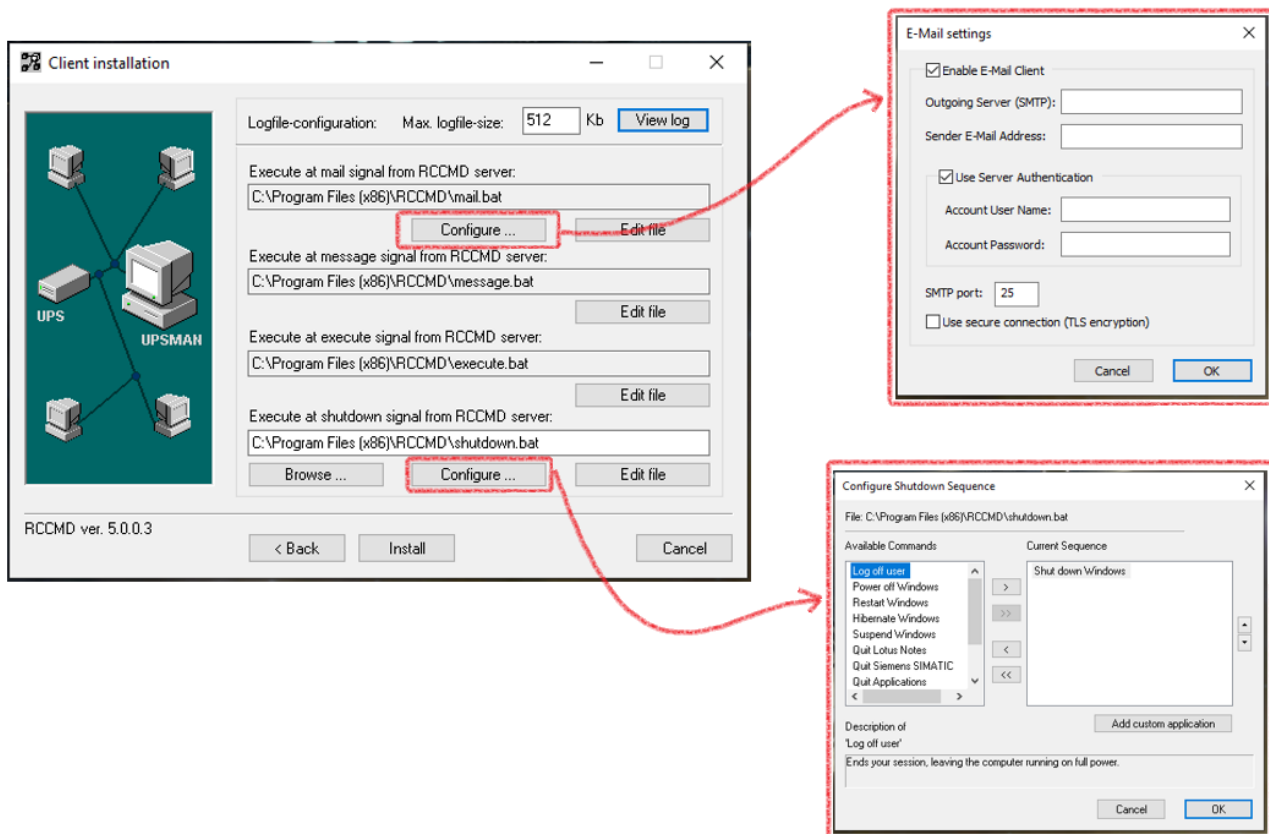 Client installation
Logfile-configuration: Max. logfile-size: 512 Kb View log
Execute at mail signal from RCCMD server:
C:\Program Files (x86)\RCCMD\mail.bat
Configure ... Edit file
Execute at message signal from RCCMD server:
C:\Program Files (x86)\RCCMD\message.bat
Edit file
Execute at execute signal from RCCMD server:
C:\Program Files (x86)\RCCMD\execute.bat
Edit file
Execute at shutdown signal from RCCMD server:
C:\Program Files (x86)\RCCMD\shutdown.bat
Browse ... Configure ... Edit file
UPS
UPSMAN
RCCMD ver. 5.0.0.3
< Back Install Cancel
E-Mail settings
Enable E-Mail Client
Outgoing Server (SMTP):
Sender E-Mail Address:
Use Server Authentication
Account User Name:
Account Password:
SMTP port: 25
Use secure connection (TLS encryption)
Cancel OK
Configure Shutdown Sequence
File: C:\Program Files (x86)\RCCMD\shutdown.bat
Available Commands Current Sequence
Log off user Shut down Windows
Power off Windows >
Restart Windows
Hibernate Windows >>
Suspend Windows
Quit Lotus Notes <
Quit Siemens SIMATIC
Quit Applications <<
Description of Add custom application
'Log off user'
Ends your session, leaving the computer running on full power.
Cancel OK